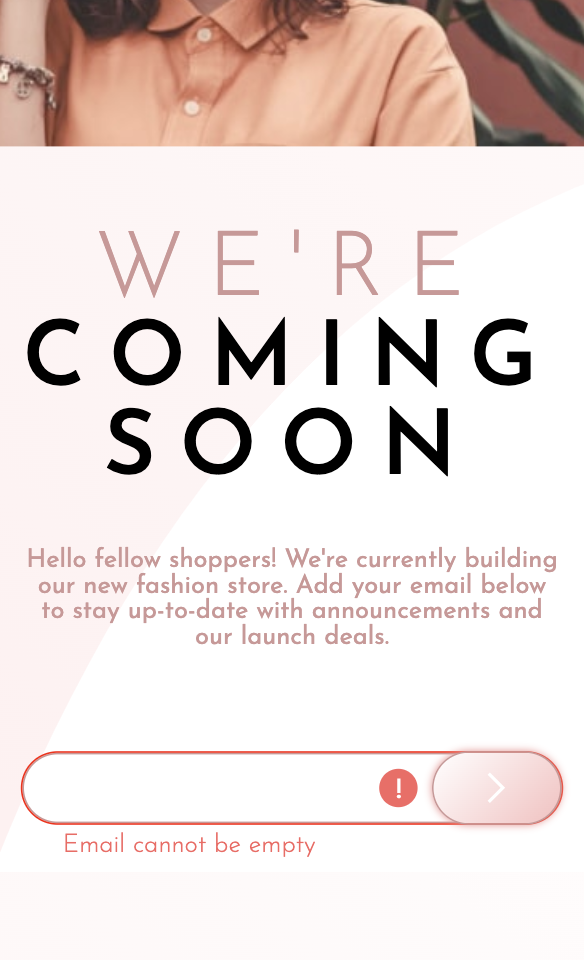 WE'RE
COMING
SOON
Hello fellow shoppers! We're currently building
our new fashion store. Add your email below
to stay up-to-date with announcements and
our launch deals.
!
Email cannot be empty